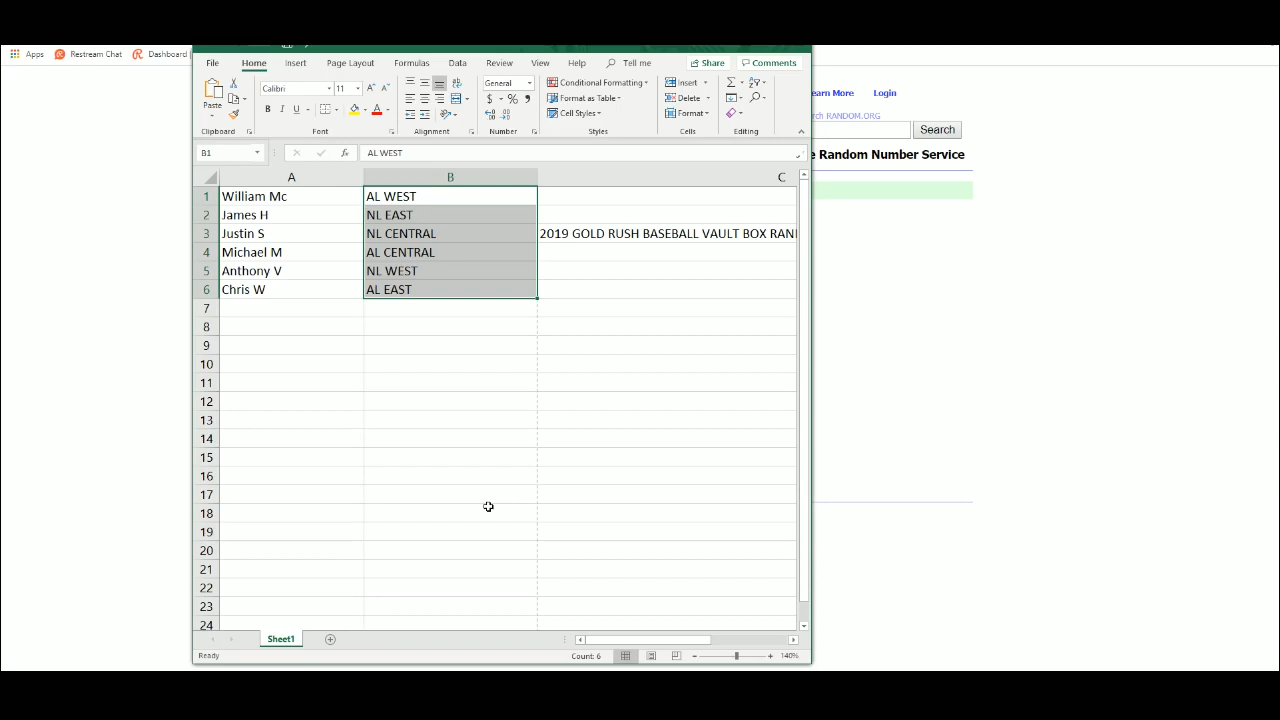 Apps Restream Chat Dashboard
File Home Insert Page Layout Formulas Data Review View Help Tell me Share Comments
Paste
Calibri 11
B I U
General
$ % 9
Conditional Formatting
Format as Table
Cell Styles
Insert
Delete
Format
Clipboard Font Alignment Number Styles Cells Editing
B1 fx AL WEST
A B C
1 William Mc AL WEST
2 James H NL EAST
3 Justin S NL CENTRAL 2019 GOLD RUSH BASEBALL VAULT BOX
4 Michael M AL CENTRAL
5 Anthony V NL WEST
6 Chris W AL EAST
7
8
9
10
11
12
13
14
15
16
17
18
19
20
21
22
23
24
Sheet1
Ready Count: 6 140%
More Login
RANDOM.ORG
Search
Random Number Service